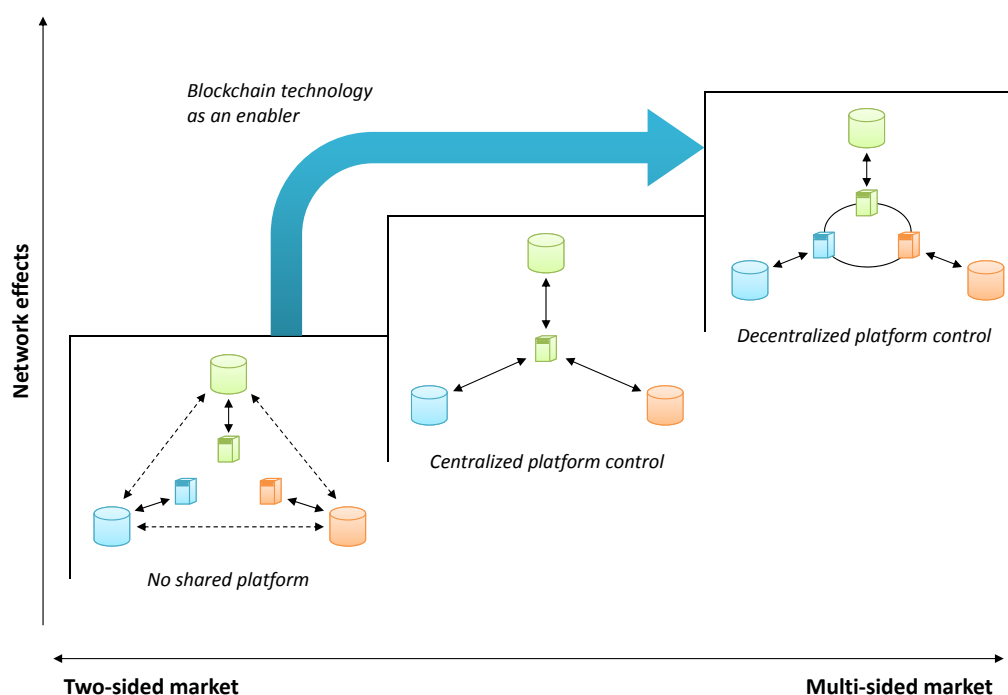 Blockchain technology
as an enabler
Network effects
Decentralized platform control
Centralized platform control
No shared platform
Two-sided market
Multi-sided market